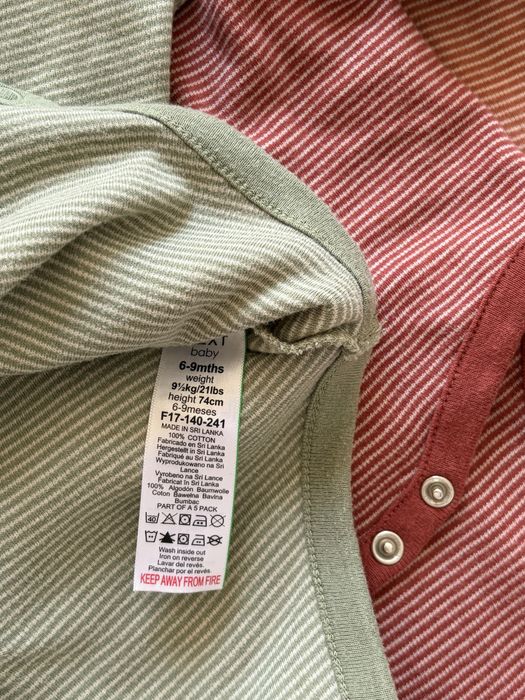 baby
6-9mths
weight
9½kg/21lbs
height 74cm
6-9meses
F17-140-241
MADE IN SRI LANKA
100% COTTON
Fabricado en Sri Lanka
Hergestellt in Sri Lanka
Fabriqué au Sri Lanka
Wyprodukowano na Sri
Lance
Vyrobeno na Sri Lance
Fabricat în Sri Lanka
100% Algodón Baumwolle
Coton Bawełna Bavlna
Bumbac
PART OF A 5 PACK
40
Wash inside out
Iron on reverse
Lavar del revés.
Planchar por el revés.
KEEP AWAY FROM FIRE